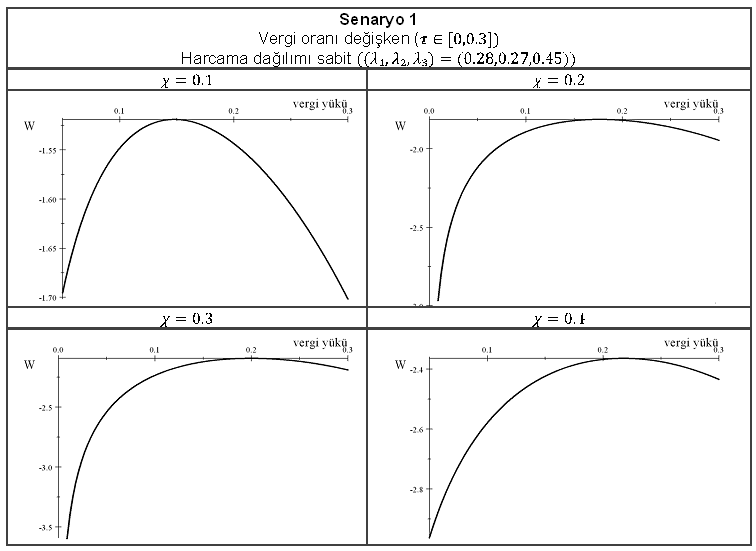 Senaryo 1
Vergi oranı değişken (τ ∈ [0,0.3])
Harcama dağılımı sabit ((λ₁, λ₂, λ₃) = (0.28,0.27,0.45))
χ = 0.1
χ = 0.2
vergi yükü
0.1 0.2 0.3
W
-1.55
-1.60
-1.65
-1.70
vergi yükü
0.0 0.1 0.2 0.3
W
-2.0
-2.5
χ = 0.3
χ = 0.4
vergi yükü
0.0 0.1 0.2 0.3
W
-2.5
-3.0
-3.5
vergi yükü
0.1 0.2 0.3
W
-2.4
-2.6
-2.8